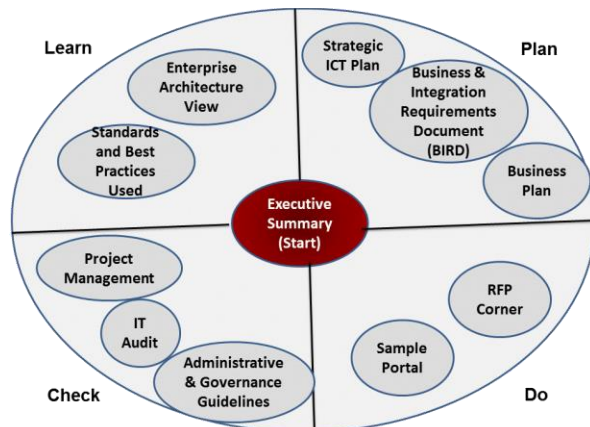 Learn
Plan
Enterprise
Architecture
View
Standards
and Best
Practices
Used
Strategic
ICT Plan
Business &
Integration
Requirements
Document
(BIRD)
Business
Plan
Executive
Summary
(Start)
Project
Management
IT
Audit
Administrative
& Governance
Guidelines
Check
RFP
Corner
Sample
Portal
Do